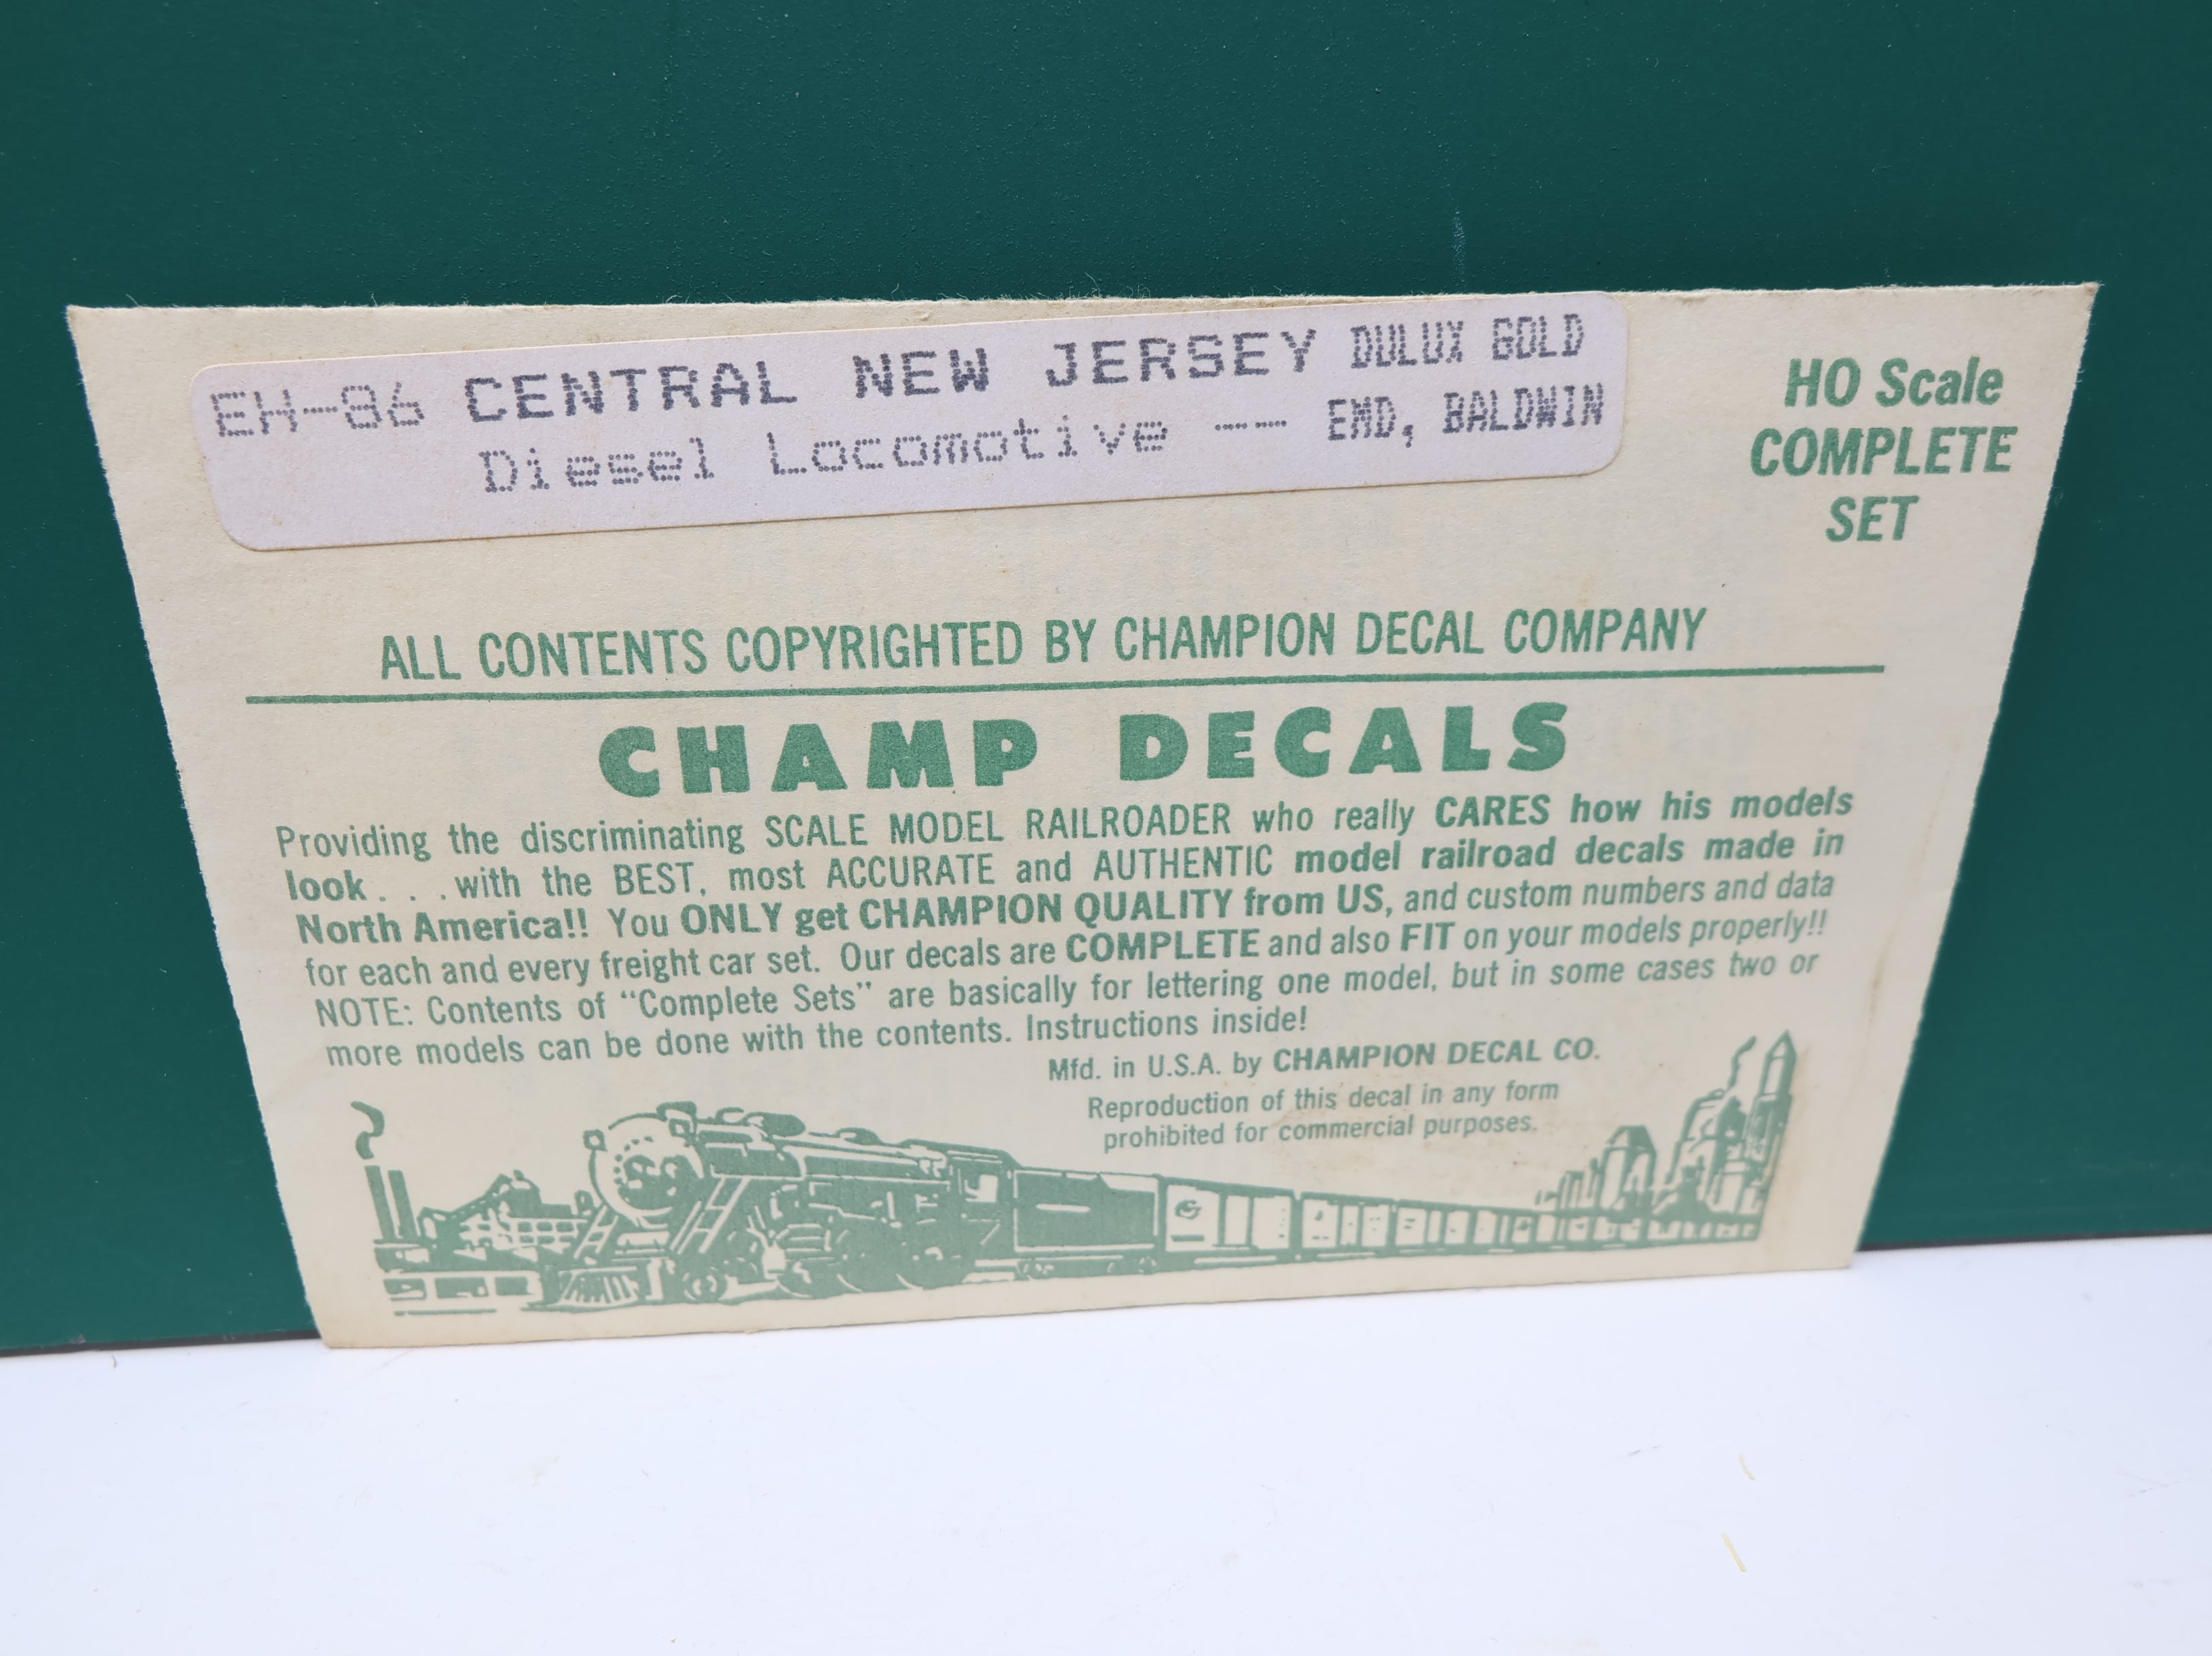 EH-86 CENTRAL NEW JERSEY DULUX GOLD
Diesel Locomotive -- EMD, BALDWIN
HO Scale
COMPLETE
SET
ALL CONTENTS COPYRIGHTED BY CHAMPION DECAL COMPANY
CHAMP DECALS
Providing the discriminating SCALE MODEL RAILROADER who really CARES how his models
look. . .with the BEST, most ACCURATE and AUTHENTIC model railroad decals made in
North America!! You ONLY get CHAMPION QUALITY from US, and custom numbers and data
for each and every freight car set. Our decals are COMPLETE and also FIT on your models properly!!
NOTE: Contents of “Complete Sets” are basically for lettering one model, but in some cases two or
more models can be done with the contents. Instructions inside!
Mfd. in U.S.A. by CHAMPION DECAL CO.
Reproduction of this decal in any form
prohibited for commercial purposes.